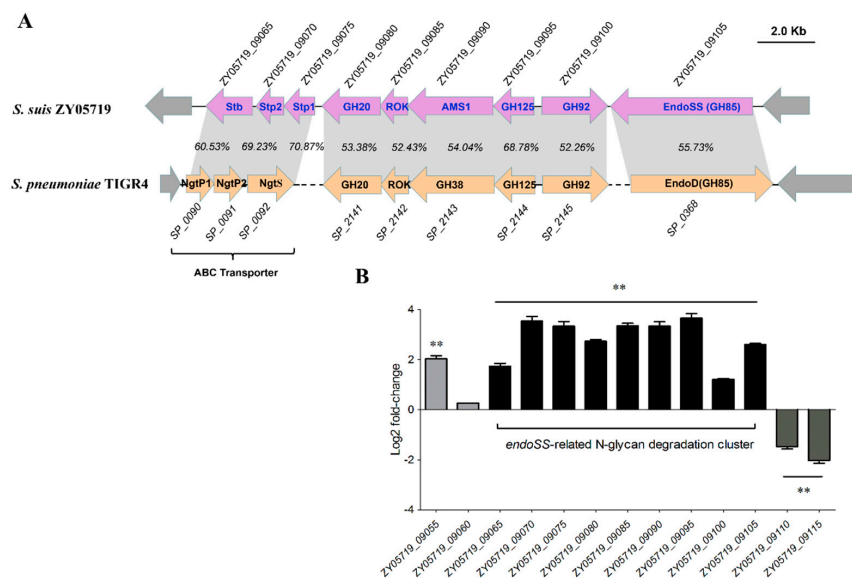 A
ZY05719_09065
ZY05719_09070
ZY05719_09075
ZY05719_09080
ZY05719_09085
ZY05719_09090
ZY05719_09095
ZY05719_09100
ZY05719_09105
2.0 Kb
S. suis ZY05719
Stb Stp2 Stp1 GH20 ROK AMS1 GH125 GH92 EndoSS (GH85)
60.53% 69.23% 70.87% 53.38% 52.43% 54.04% 68.78% 52.26% 55.73%
S. pneumoniae TIGR4
NgtP1 NgtP2 NgtS GH20 ROK GH38 GH125 GH92 EndoD(GH85)
SP_0090
SP_0091
SP_0092
SP_2141
SP_2142
SP_2143
SP_2144
SP_2145
SP_0368
ABC Transporter
B
**
4
**
2
Log2 fold-change
0
endoSS-related N-glycan degradation cluster
-2
**
-4
ZY05719_09055
ZY05719_09060
ZY05719_09065
ZY05719_09070
ZY05719_09075
ZY05719_09080
ZY05719_09085
ZY05719_09090
ZY05719_09095
ZY05719_09100
ZY05719_09105
ZY05719_09110
ZY05719_09115